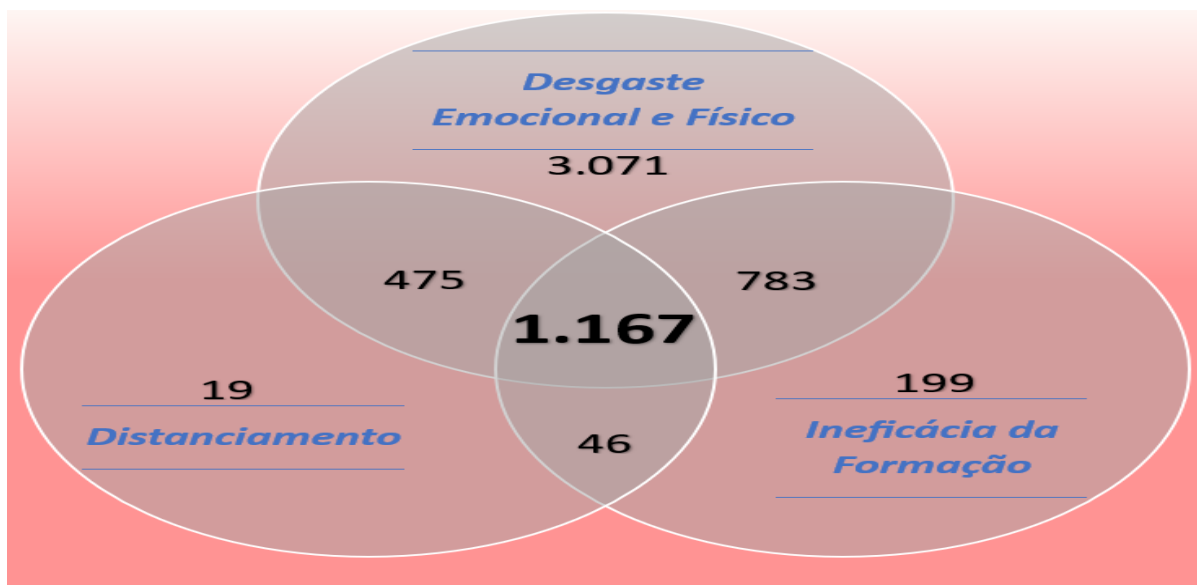 Desgaste
Emocional e Físico
3.071
475
783
1.167
19
199
Distanciamento
46
Ineficácia da
Formação